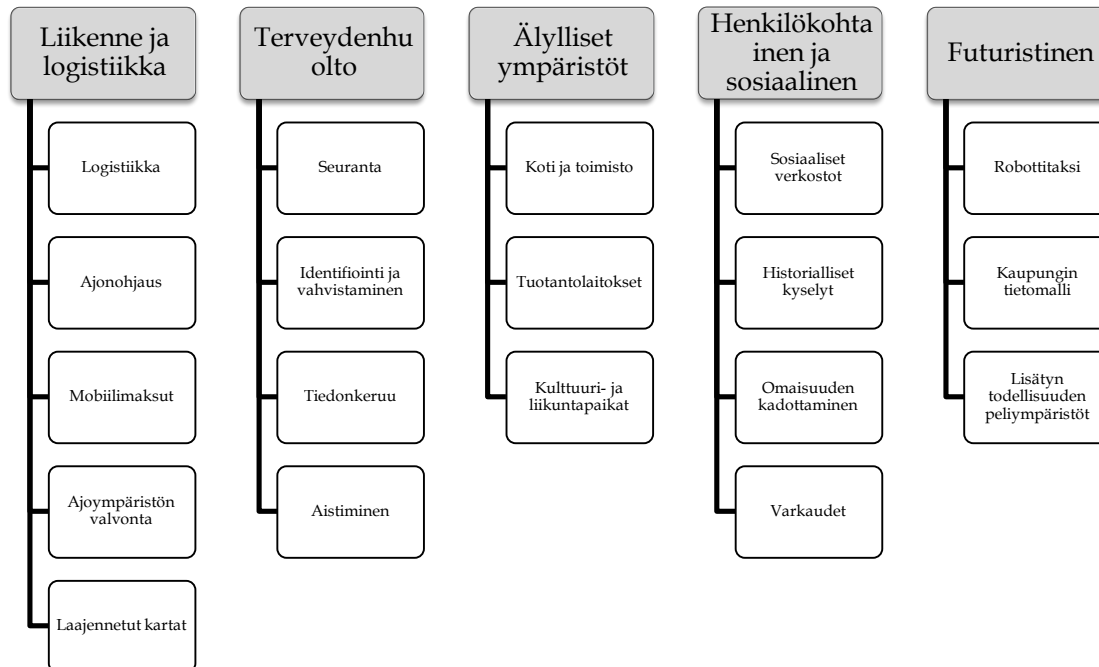 Liikenne ja
logistiikka
Logistiikka
Ajonohjaus
Mobiilimaksut
Ajoympäristön
valvonta
Laajennetut kartat
Terveydenhu
olto
Seuranta
Identifiointi ja
vahvistaminen
Tiedonkeruu
Aistiminen
Älylliset
ympäristöt
Koti ja toimisto
Tuotantolaitokset
Kulttuuri- ja
liikuntapaikat
Henkilökohta
inen ja
sosiaalinen
Sosiaaliset
verkostot
Historialliset
kyselyt
Omaisuuden
kadottaminen
Varkaudet
Futuristinen
Robottitaksi
Kaupungin
tietomalli
Lisätyn
todellisuuden
peliympäristöt